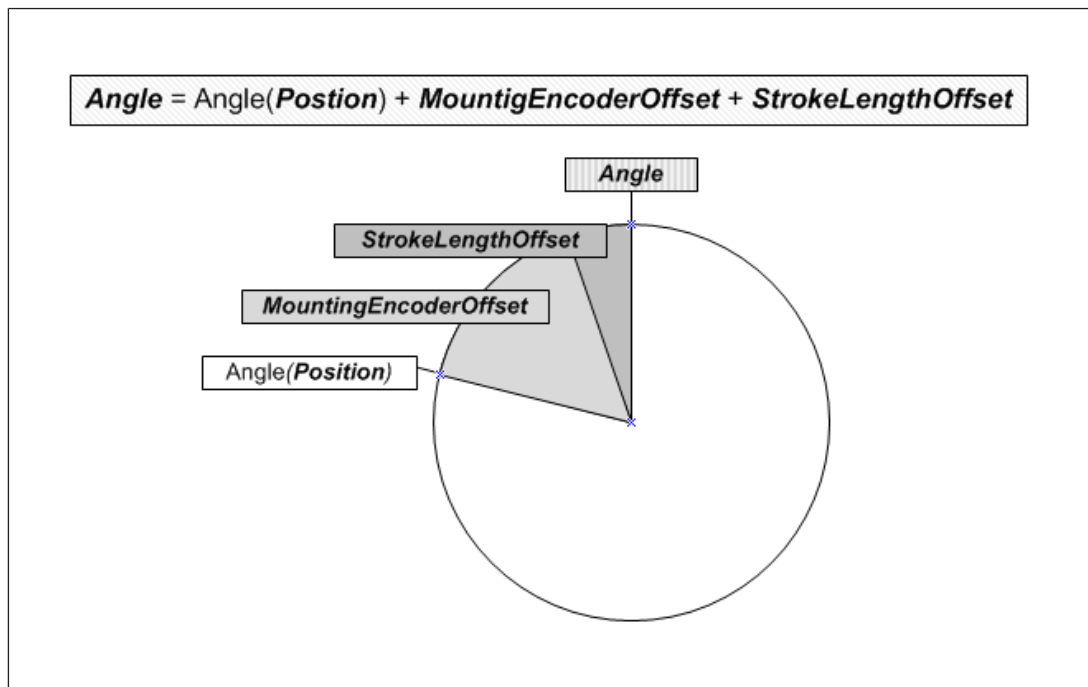 Angle = Angle(Postion) + MountigEncoderOffset + StrokeLengthOffset
Angle
StrokeLengthOffset
MountingEncoderOffset
Angle(Position)